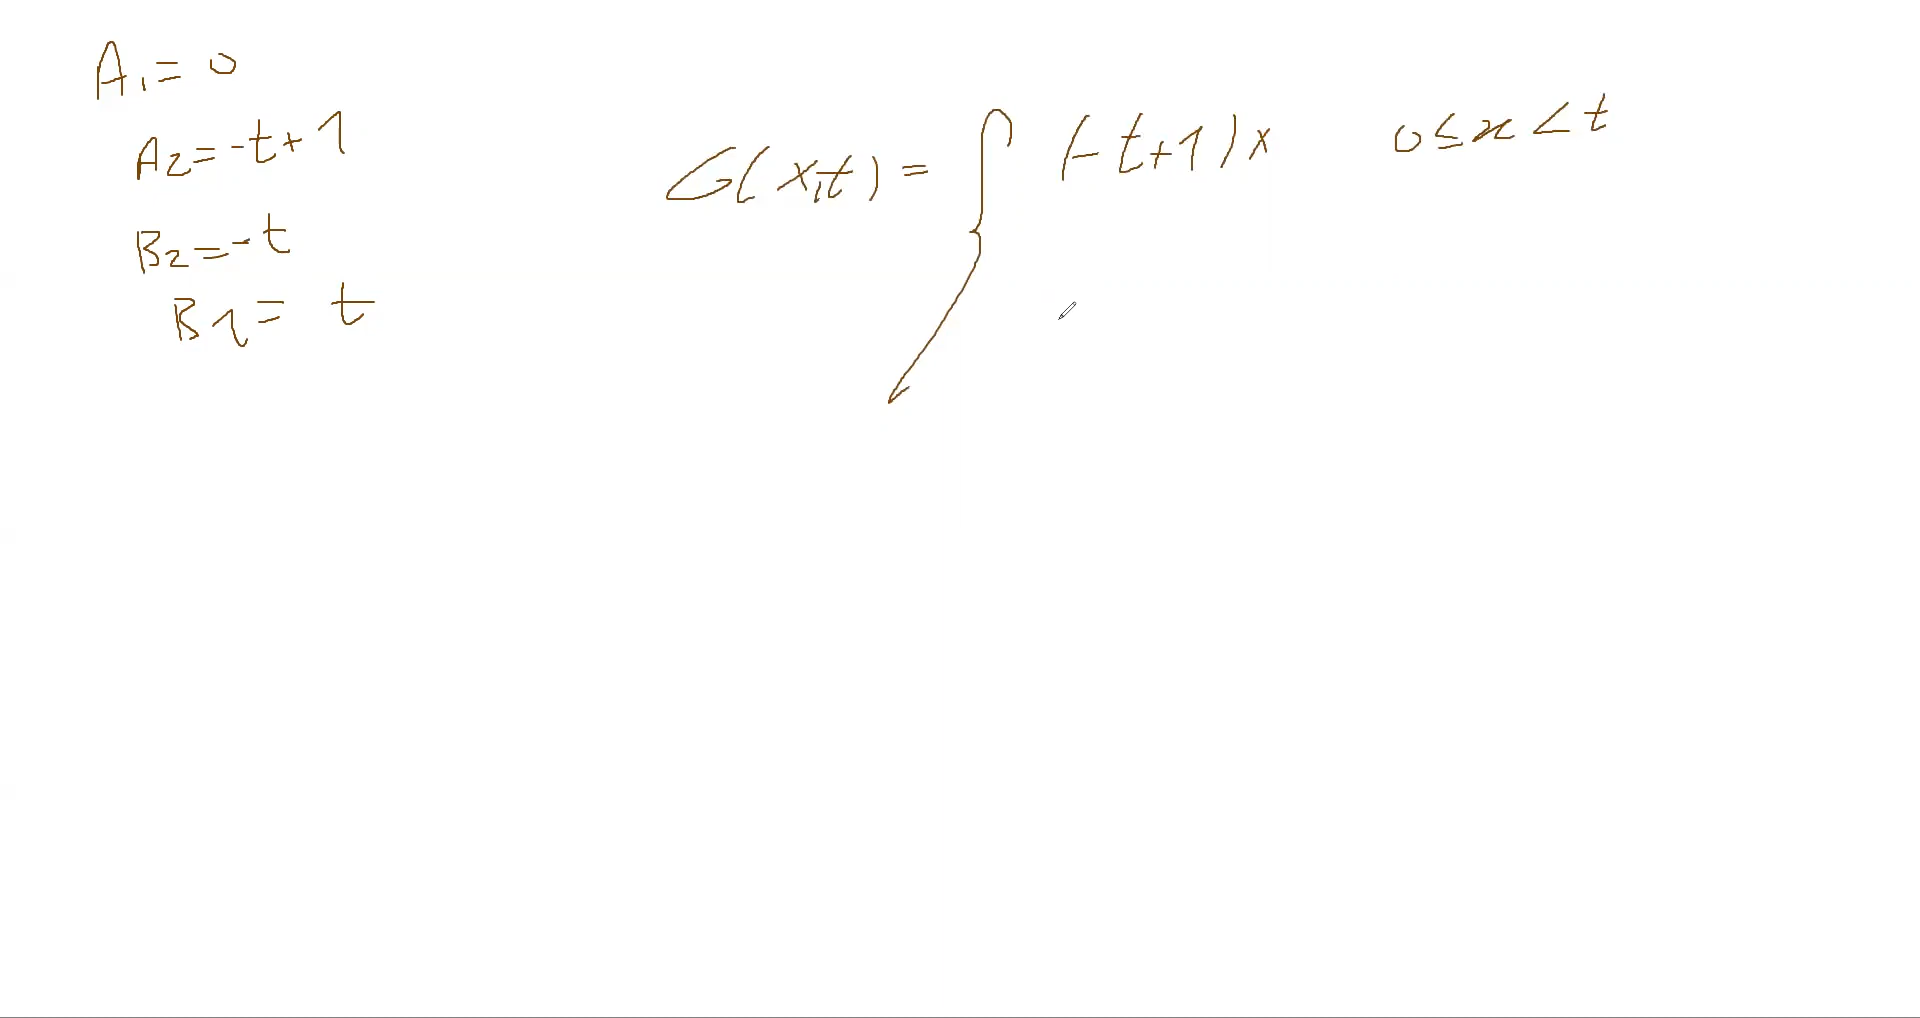 A₁ = 0
A₂ = -t+1
B₂ = -t
B₁ = t
G(x,t) = { (-t+1)x   0 ≤ x < t